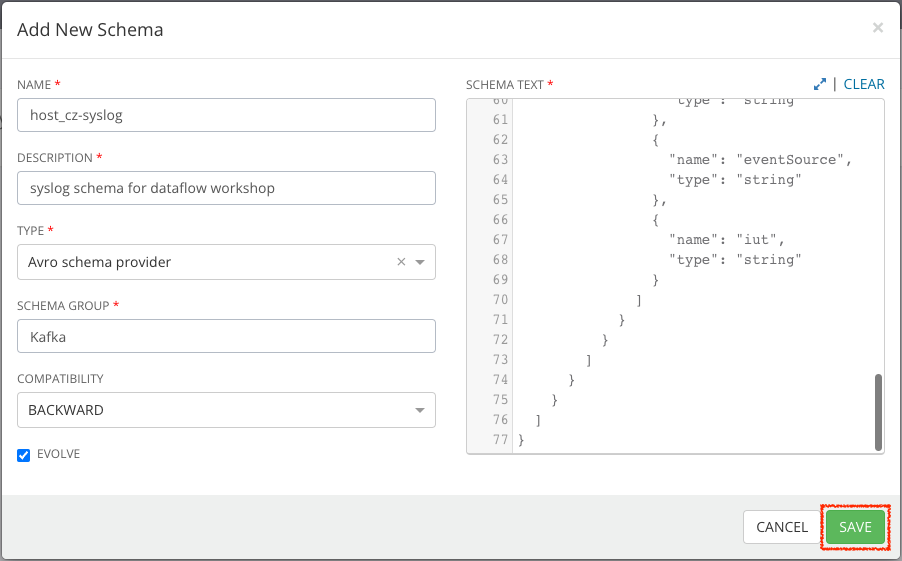 Add New Schema ×
NAME *
host_cz-syslog
DESCRIPTION *
syslog schema for dataflow workshop
TYPE *
Avro schema provider ×
SCHEMA GROUP *
Kafka
COMPATIBILITY
BACKWARD
EVOLVE
SCHEMA TEXT * | CLEAR
60 "type": "string"
61 },
62 {
63 "name": "eventSource",
64 "type": "string"
65 },
66 {
67 "name": "iut",
68 "type": "string"
69 }
70 ]
71 }
72 }
73 ]
74 }
75 }
76 ]
77 }
CANCEL SAVE